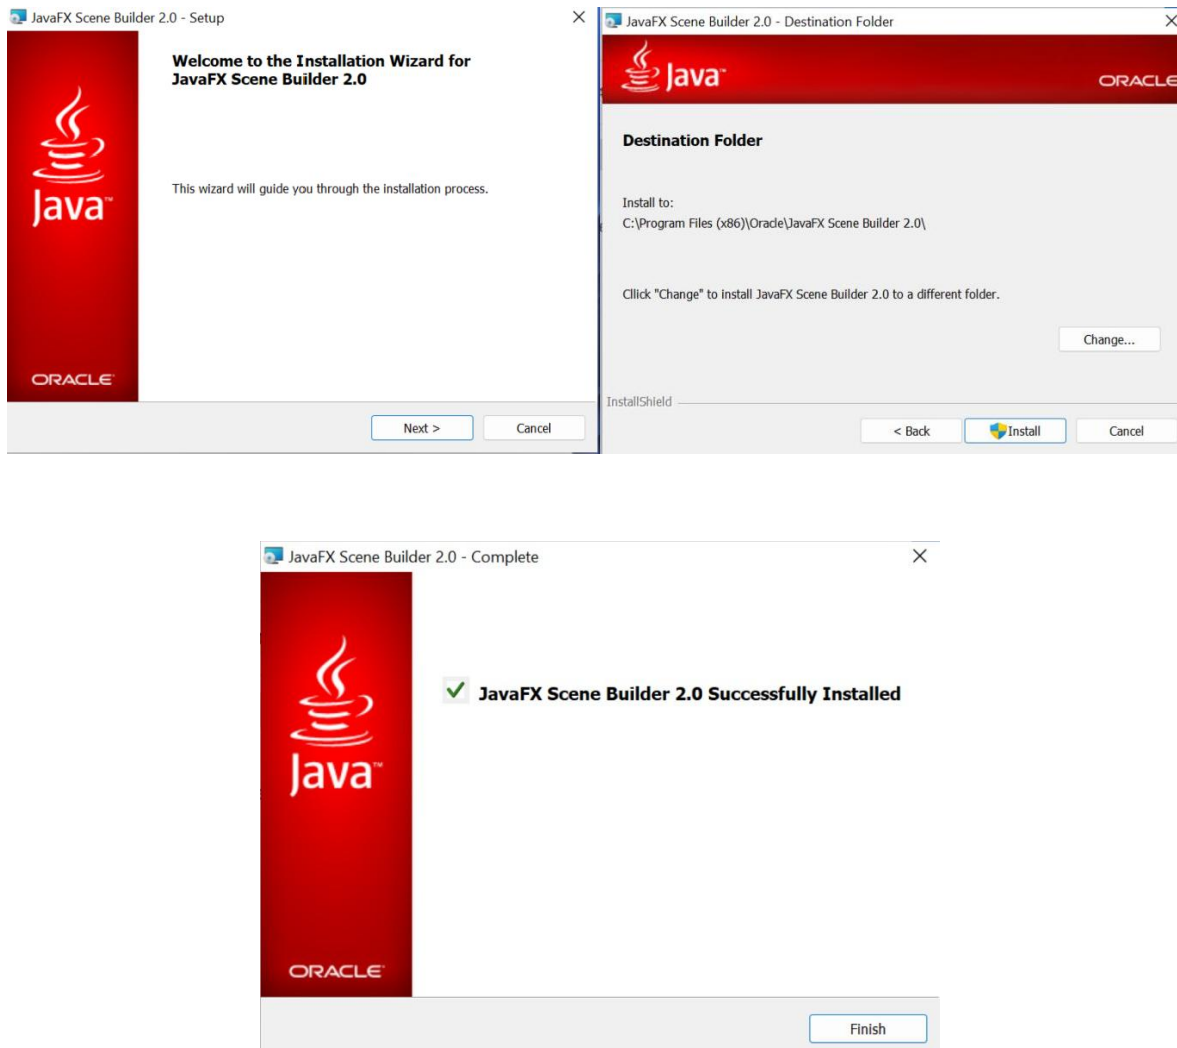 JavaFX Scene Builder 2.0 - Setup
Welcome to the Installation Wizard for
JavaFX Scene Builder 2.0
This wizard will guide you through the installation process.
Java™
ORACLE
Next >
Cancel
JavaFX Scene Builder 2.0 - Destination Folder
Java™
ORACLE
Destination Folder
Install to:
C:\Program Files (x86)\Oracle\JavaFX Scene Builder 2.0\
Cllick "Change" to install JavaFX Scene Builder 2.0 to a different folder.
Change...
InstallShield
< Back
Install
Cancel
JavaFX Scene Builder 2.0 - Complete
JavaFX Scene Builder 2.0 Successfully Installed
Java™
ORACLE
Finish